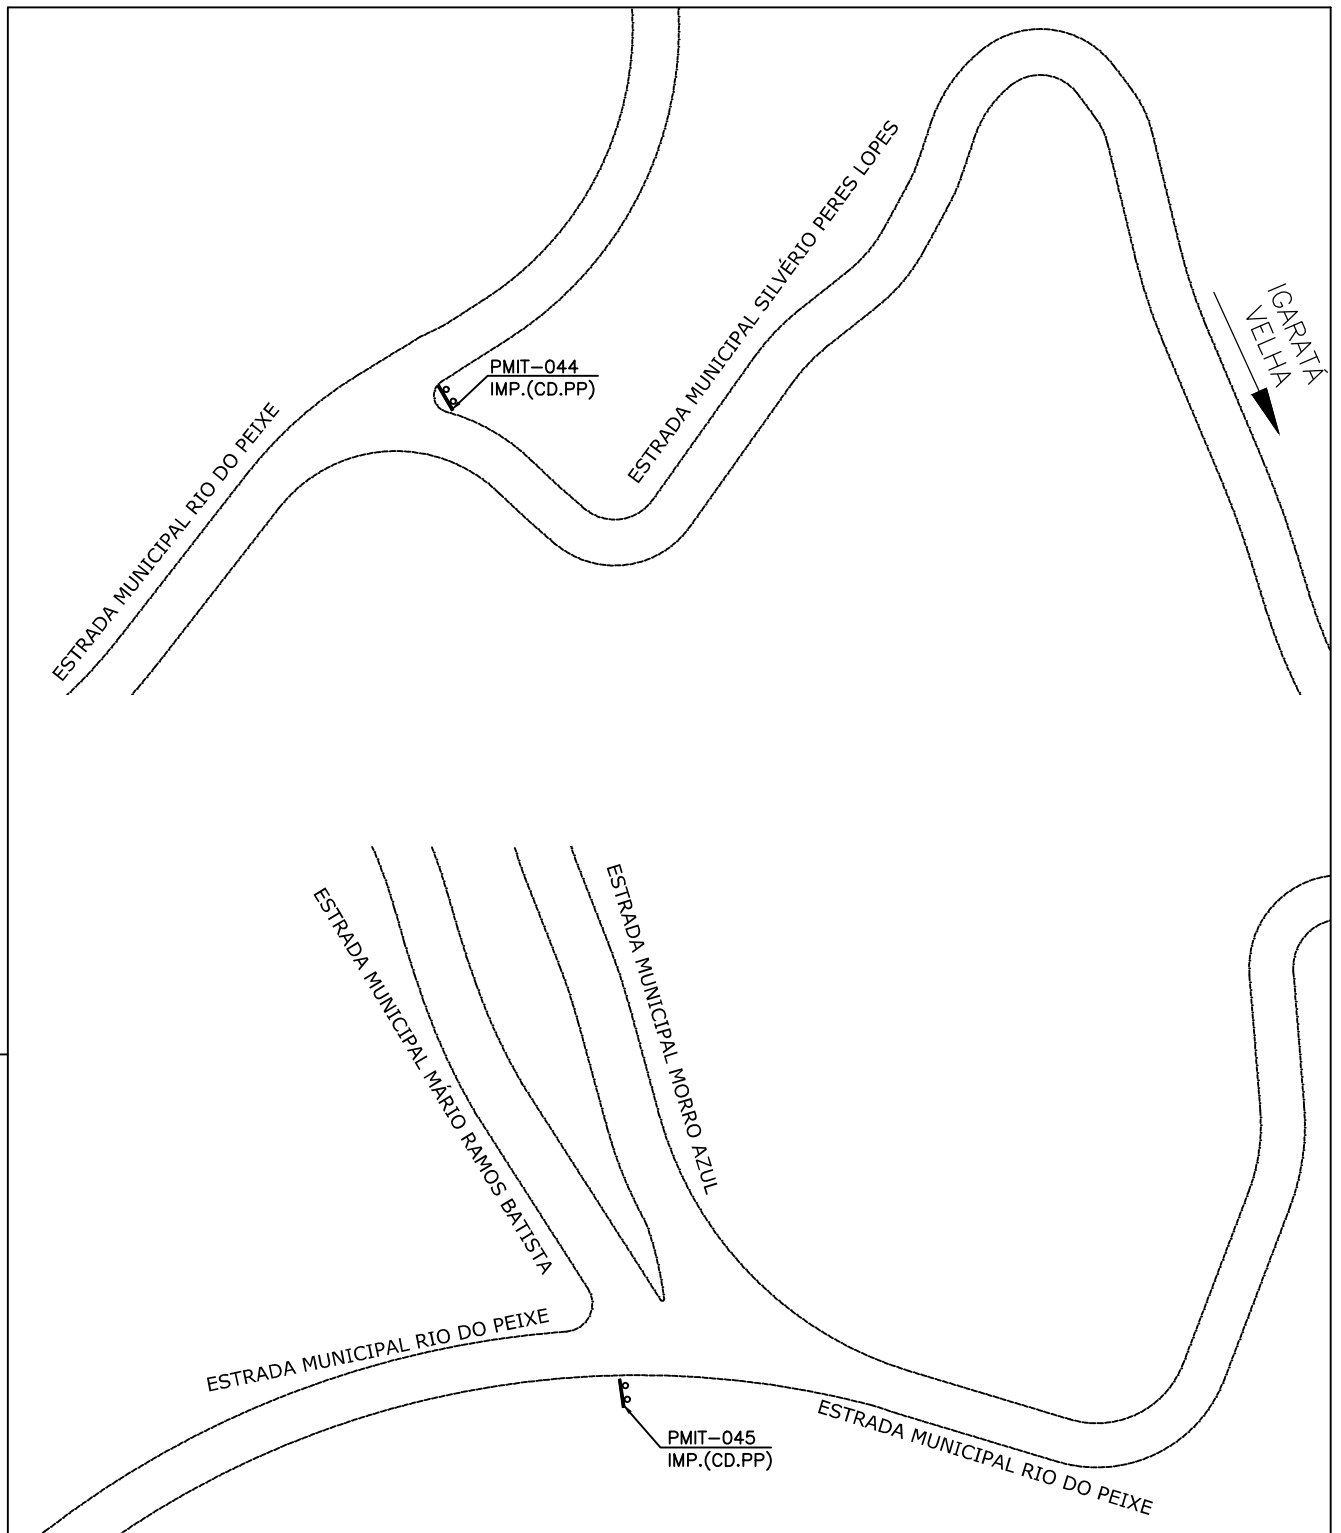 ESTRADA MUNICIPAL SILVÉRIO PERES LOPES
IGARATÁ
VELHA
PMIT-044
IMP.(CD.PP)
ESTRADA MUNICIPAL RIO DO PEIXE
ESTRADA MUNICIPAL MÁRIO RAMOS BATISTA
ESTRADA MUNICIPAL MORRO AZUL
ESTRADA MUNICIPAL RIO DO PEIXE
ESTRADA MUNICIPAL RIO DO PEIXE
PMIT-045
IMP.(CD.PP)